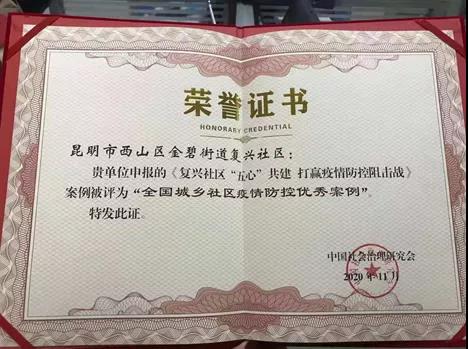 荣誉证书
HONORARY CREDENTIAL
昆明市西山区金碧街道复兴社区：
贵单位申报的《复兴社区“五心”共建 打赢疫情防控阻击战》
案例被评为“全国城乡社区疫情防控优秀案例”。
特发此证。
中国社会治理研究会
2020年11月